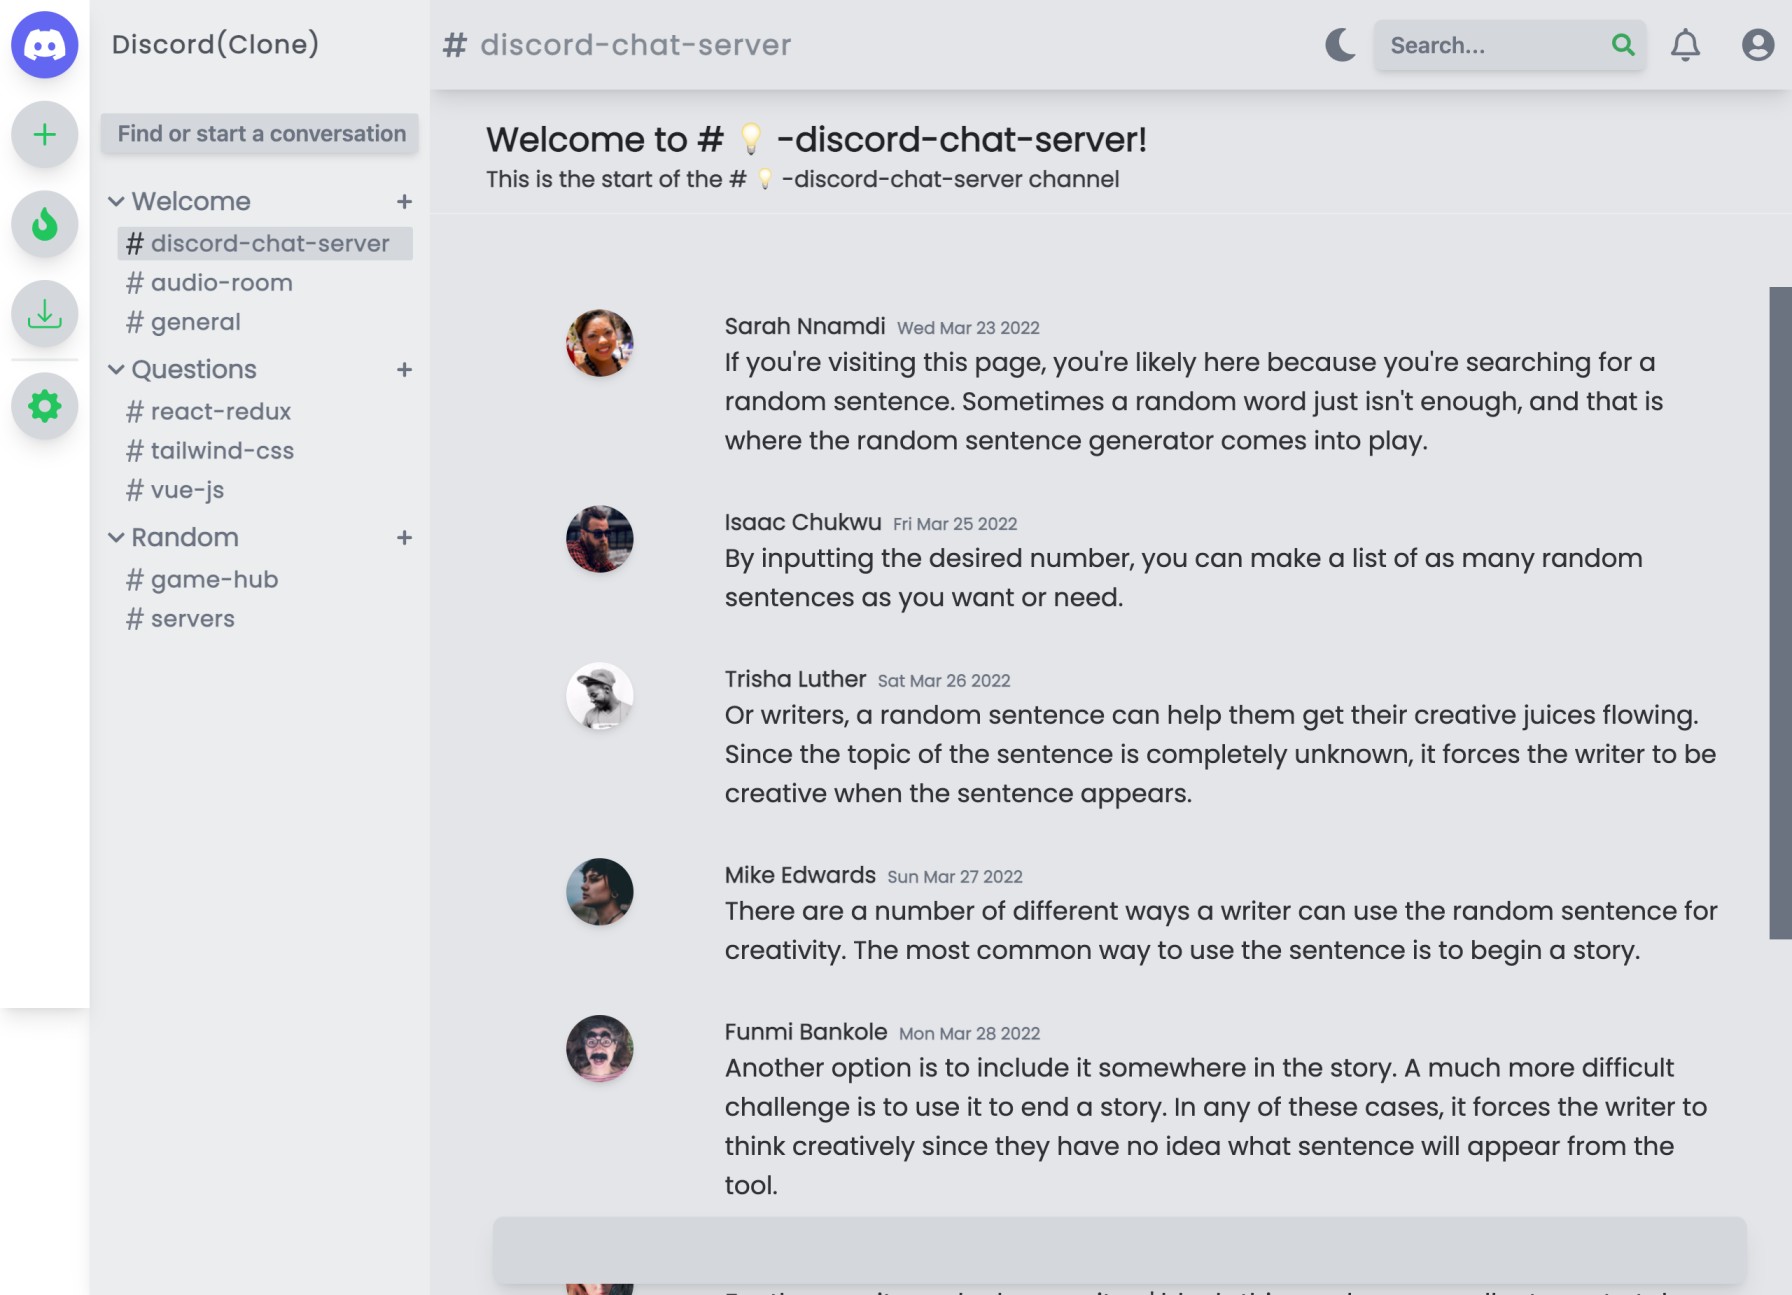 Discord(Clone)
Find or start a conversation
Welcome
# discord-chat-server
# audio-room
# general
Questions
# react-redux
# tailwind-css
# vue-js
Random
# game-hub
# servers
# discord-chat-server
Search...
Welcome to # 💡 -discord-chat-server!
This is the start of the # 💡 -discord-chat-server channel
Sarah Nnamdi Wed Mar 23 2022
If you're visiting this page, you're likely here because you're searching for a
random sentence. Sometimes a random word just isn't enough, and that is
where the random sentence generator comes into play.
Isaac Chukwu Fri Mar 25 2022
By inputting the desired number, you can make a list of as many random
sentences as you want or need.
Trisha Luther Sat Mar 26 2022
Or writers, a random sentence can help them get their creative juices flowing.
Since the topic of the sentence is completely unknown, it forces the writer to be
creative when the sentence appears.
Mike Edwards Sun Mar 27 2022
There are a number of different ways a writer can use the random sentence for
creativity. The most common way to use the sentence is to begin a story.
Funmi Bankole Mon Mar 28 2022
Another option is to include it somewhere in the story. A much more difficult
challenge is to use it to end a story. In any of these cases, it forces the writer to
think creatively since they have no idea what sentence will appear from the
tool.